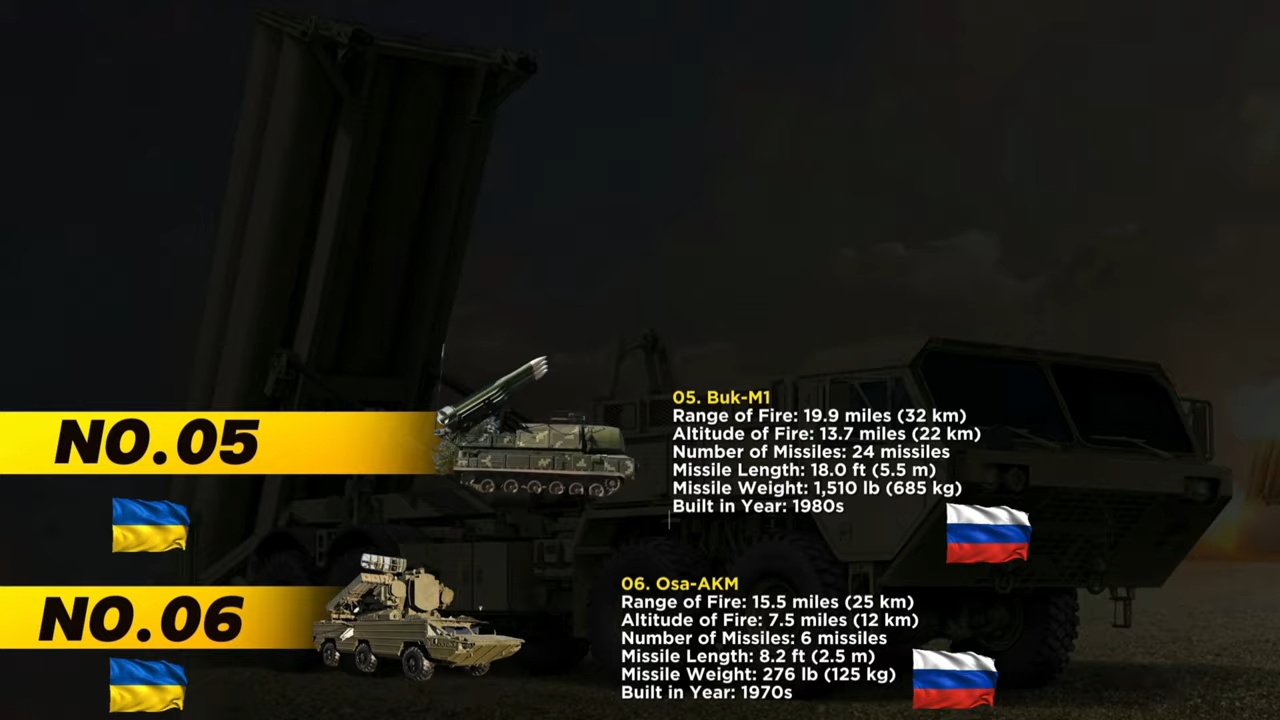 NO.05
05. Buk-M1
Range of Fire: 19.9 miles (32 km)
Altitude of Fire: 13.7 miles (22 km)
Number of Missiles: 24 missiles
Missile Length: 18.0 ft (5.5 m)
Missile Weight: 1,510 lb (685 kg)
Built in Year: 1980s
NO.06
06. Osa-AKM
Range of Fire: 15.5 miles (25 km)
Altitude of Fire: 7.5 miles (12 km)
Number of Missiles: 6 missiles
Missile Length: 8.2 ft (2.5 m)
Missile Weight: 276 lb (125 kg)
Built in Year: 1970s